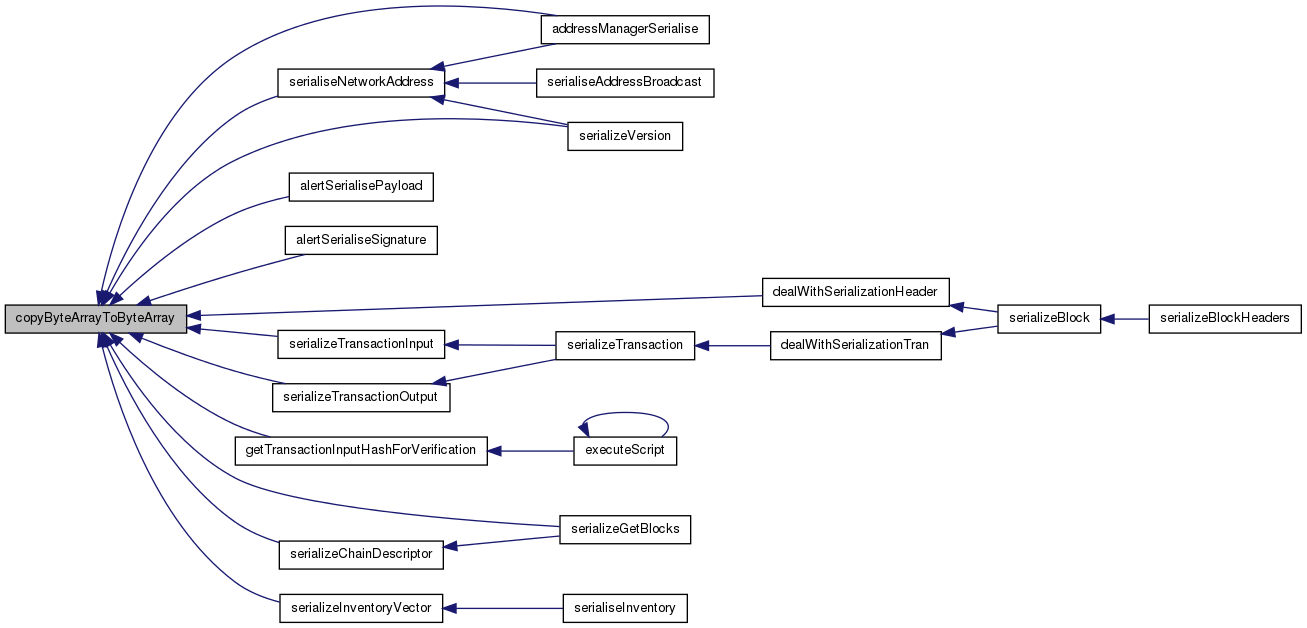 addressManagerSerialise
serialiseNetworkAddress
serialiseAddressBroadcast
serializeVersion
alertSerialisePayload
alertSerialiseSignature
dealWithSerializationHeader
copyByteArrayToByteArray
serializeBlock
serializeBlockHeaders
serializeTransactionInput
serializeTransaction
dealWithSerializationTran
serializeTransactionOutput
getTransactionInputHashForVerification
executeScript
serializeGetBlocks
serializeChainDescriptor
serializeInventoryVector
serialiseInventory